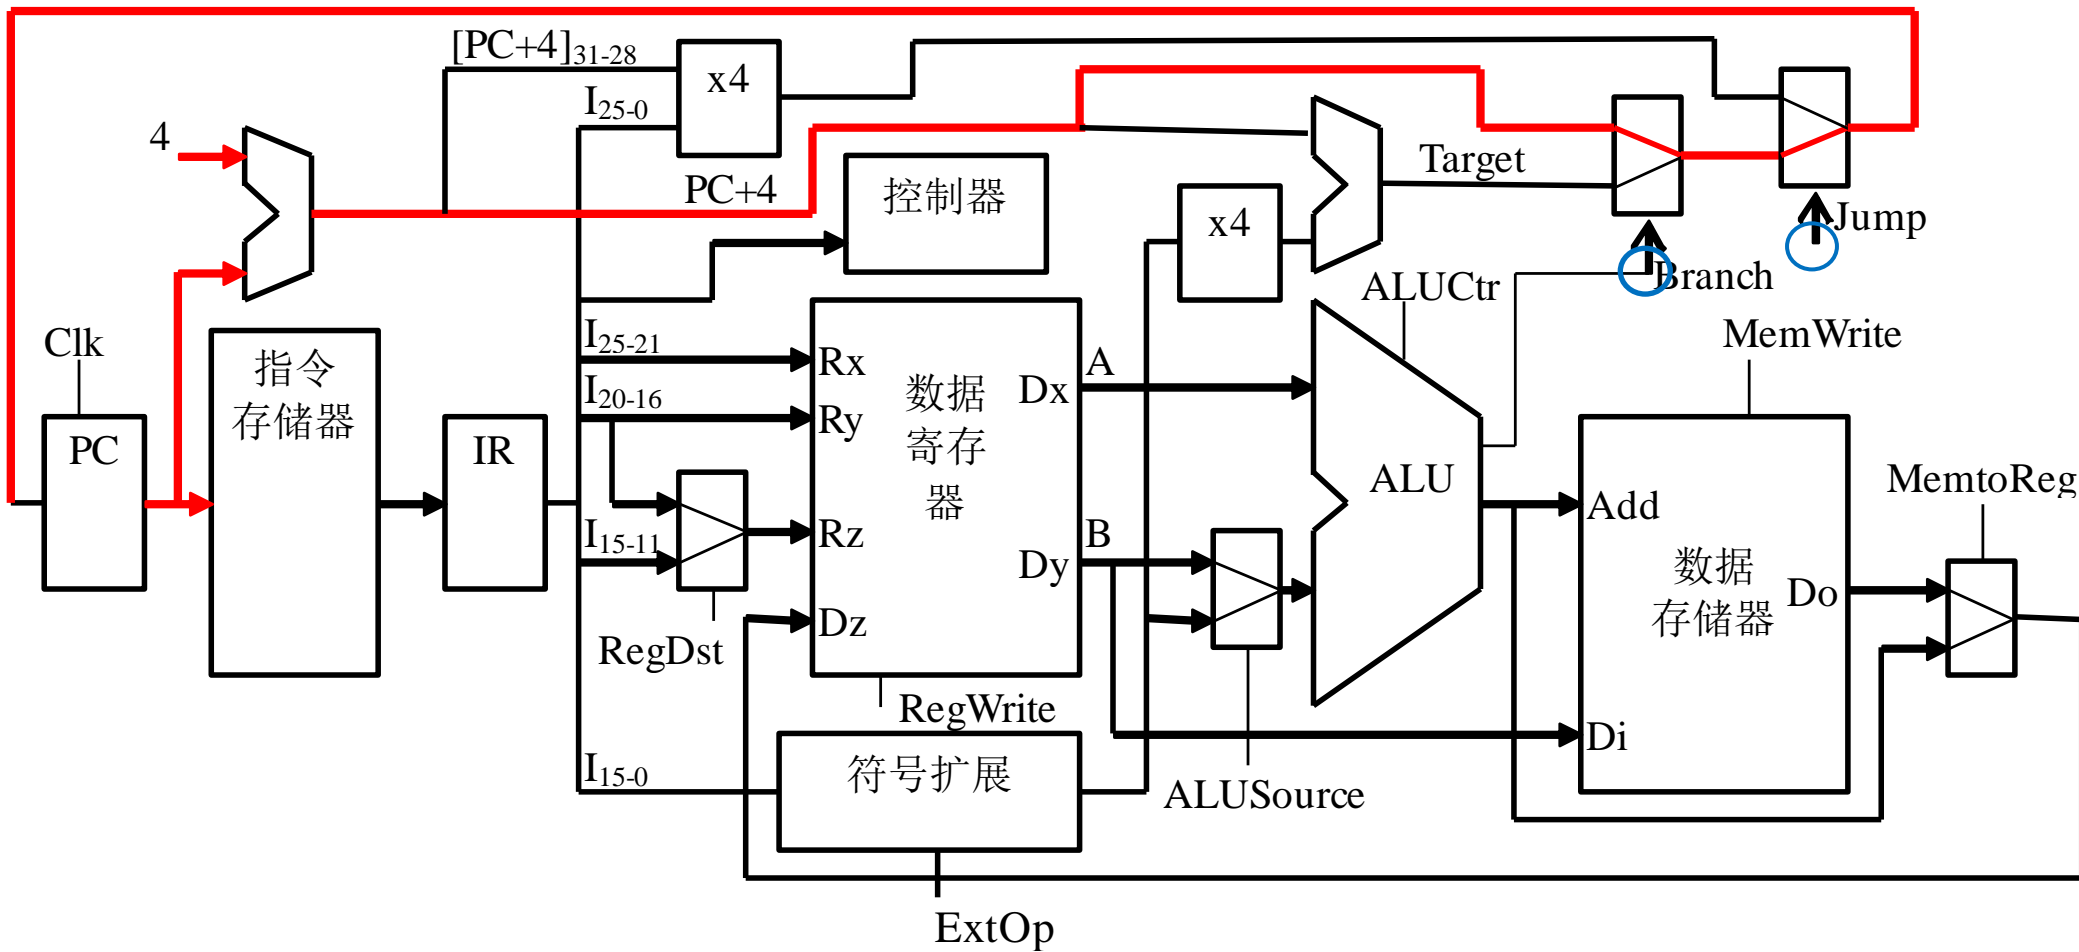 [PC+4]31-28
x4
I25-0
4
PC+4
控制器
Target
x4
Jump
Branch
ALUCtr
Clk
MemWrite
指令
存储器
I25-21
Rx
A
数据
寄存
器
Dx
I20-16
Ry
PC
IR
ALU
MemtoReg
Add
I15-11
Rz
B
Dy
数据
存储器
Do
Dz
RegDst
RegWrite
Di
I15-0
符号扩展
ALUSource
ExtOp